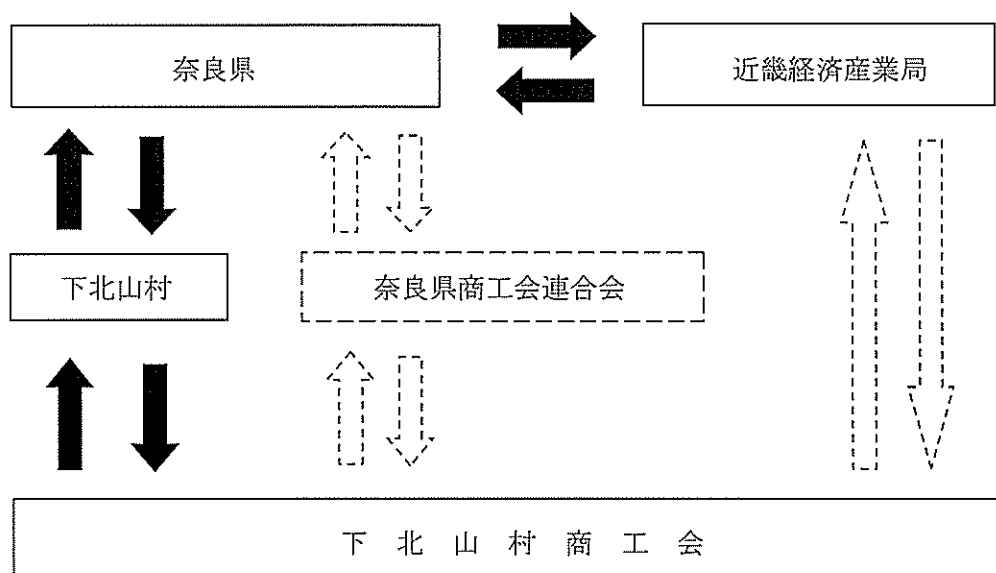 奈良県
近畿経済産業局
下北山村
奈良県商工会連合会
下北山村商工会